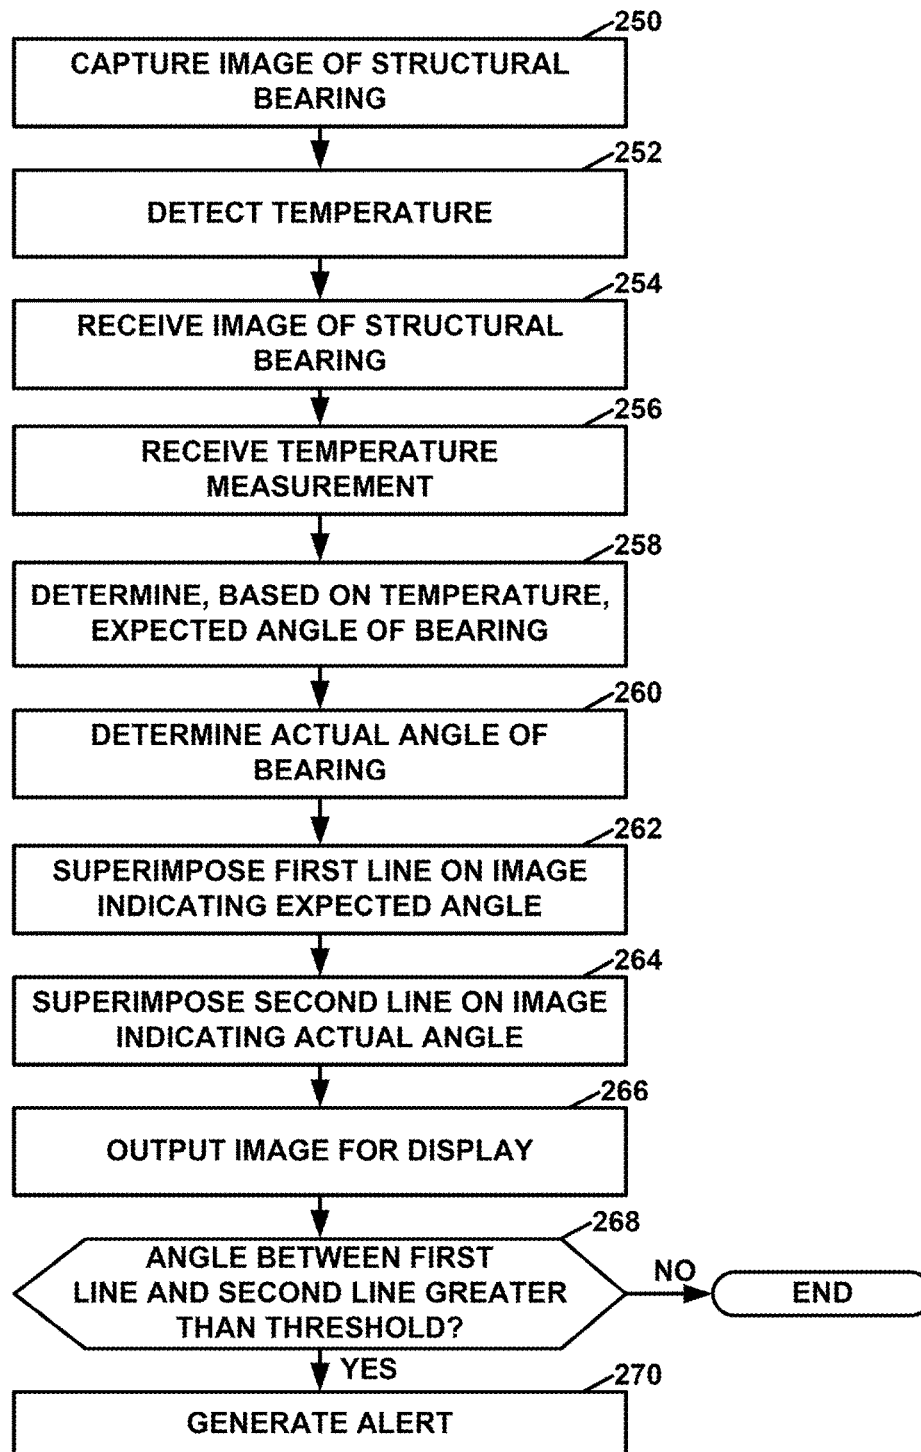 250
CAPTURE IMAGE OF STRUCTURAL
BEARING
252
DETECT TEMPERATURE
254
RECEIVE IMAGE OF STRUCTURAL
BEARING
256
RECEIVE TEMPERATURE
MEASUREMENT
258
DETERMINE, BASED ON TEMPERATURE,
EXPECTED ANGLE OF BEARING
260
DETERMINE ACTUAL ANGLE OF
BEARING
262
SUPERIMPOSE FIRST LINE ON IMAGE
INDICATING EXPECTED ANGLE
264
SUPERIMPOSE SECOND LINE ON IMAGE
INDICATING ACTUAL ANGLE
266
OUTPUT IMAGE FOR DISPLAY
268
ANGLE BETWEEN FIRST
LINE AND SECOND LINE GREATER
THAN THRESHOLD?
NO
END
YES
270
GENERATE ALERT